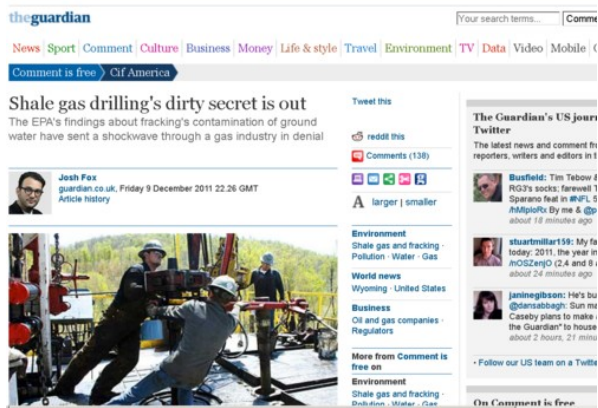 theguardian
Your search terms...
News Sport Comment Culture Business Money Life & style Travel Environment TV Data Video Mobile
Comment is free Cif America
Shale gas drilling's dirty secret is out
The EPA's findings about fracking's contamination of ground
water have sent a shockwave through a gas industry in denial
Josh Fox
guardian.co.uk, Friday 9 December 2011 22.26 GMT
Article history
Tweet this
reddit this
Comments (138)
A larger | smaller
Environment
Shale gas and fracking ·
Pollution · Water · Gas
World news
Wyoming · United States
Business
Oil and gas companies ·
Regulators
More from Comment is
free on
Environment
Shale gas and fracking ·
Pollution · Water · Gas
The Guardian's US
Twitter
The latest news and comment
reporters, writers and editors in
Busfield: Tim Tebow &
RG3's socks; farewell
Sparano feat in #NFL
By me &
about 18 minutes ago
stuartmillar159: My
today: 2011, the year in
(2,4 and 8
about 24 minutes ago
janinegibson: He's
@dansabbagh: Sun
Caseby plans to make
the Guardian" to house
about 2 hours, 21
Follow our US team on a
On Comment is free